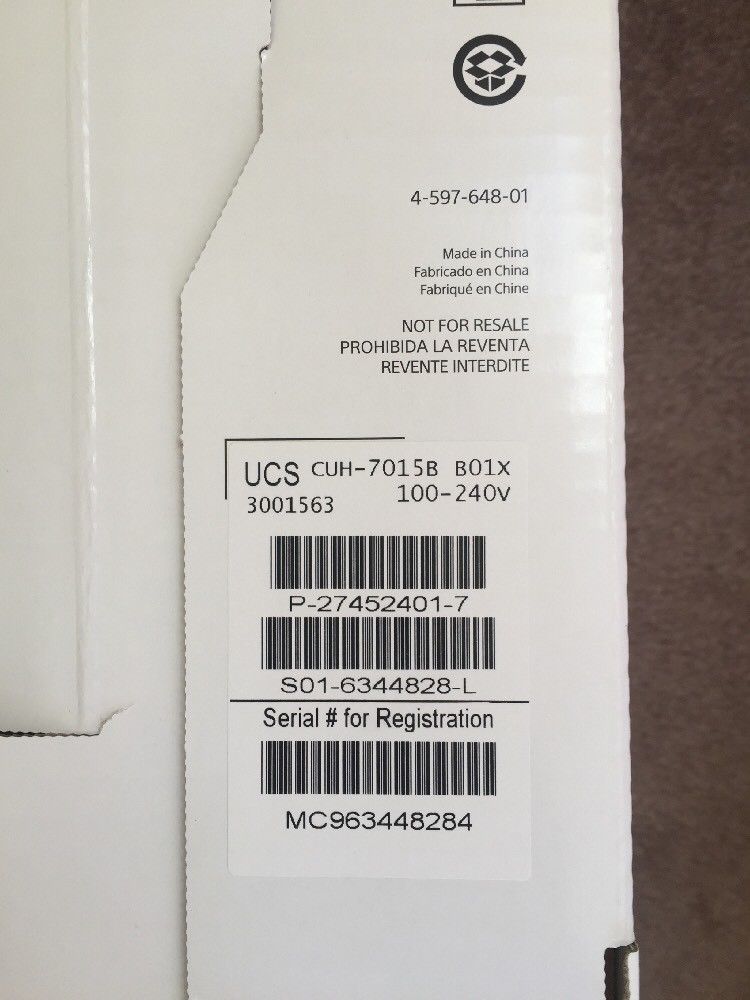 4-597-648-01
Made in China
Fabricado en China
Fabriqué en Chine
NOT FOR RESALE
PROHIBIDA LA REVENTA
REVENTE INTERDITE
UCS CUH-7015B B01X
3001563 100-240V
P-27452401-7
S01-6344828-L
Serial # for Registration
MC963448284